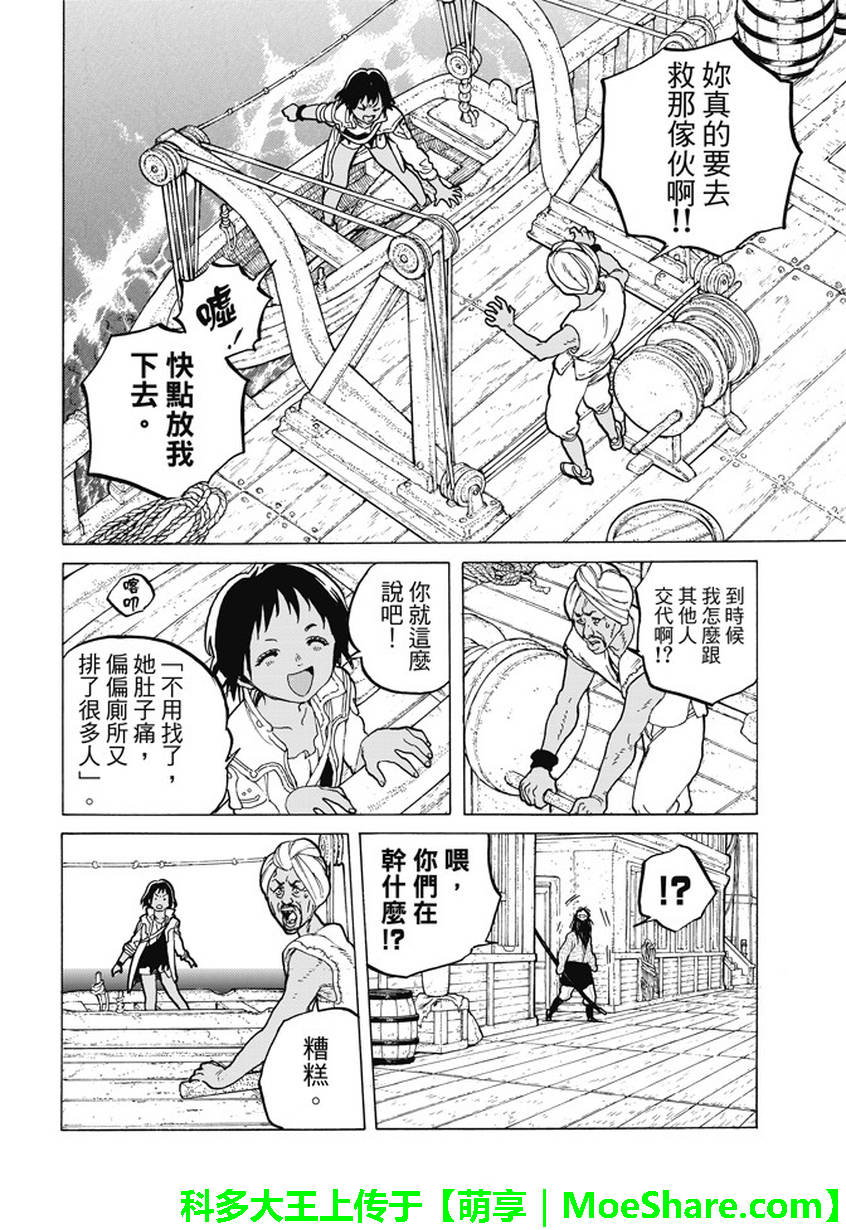 妳真的要去
救那傢伙啊!!
噓!
快點放我
下去。
到時候
我怎麼跟
其他人
交代啊!?
你就這麼
說吧!
喀叩
「不用找了,
她肚子痛,
偏偏廁所又
排了很多人」。
!?
喂,
你們在
幹什麼!?
糟糕。
科多大王上传于【萌享|MoeShare.com】